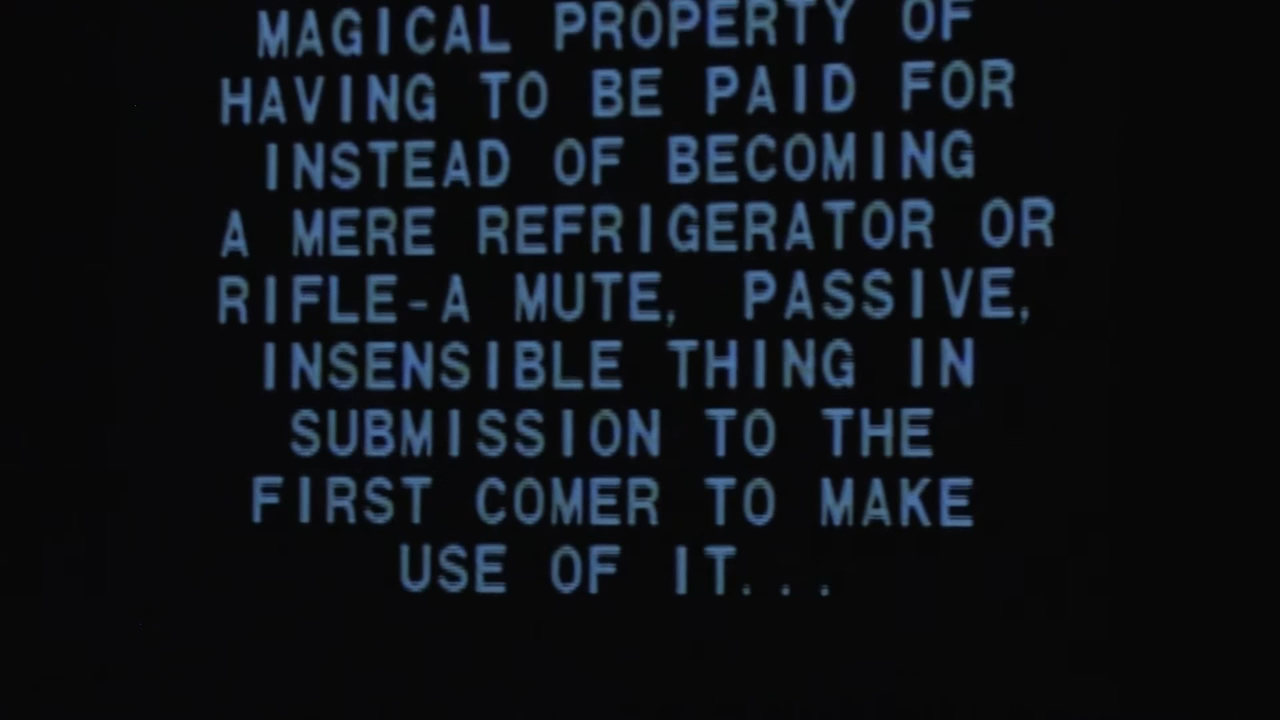 MAGICAL PROPERTY OF
HAVING TO BE PAID FOR
INSTEAD OF BECOMING
A MERE REFRIGERATOR OR
RIFLE-A MUTE, PASSIVE,
INSENSIBLE THING IN
SUBMISSION TO THE
FIRST COMER TO MAKE
USE OF IT...